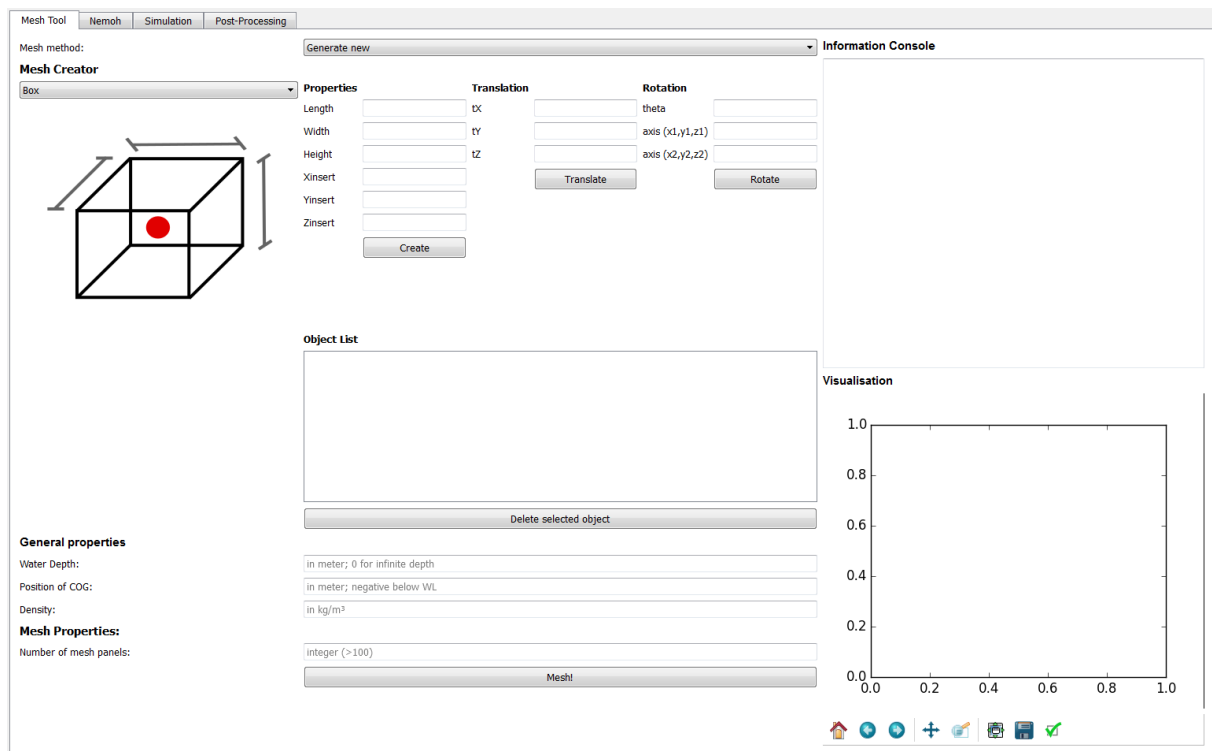 Mesh Tool Nemoh Simulation Post-Processing
Mesh method: Generate new
Mesh Creator
Box
Properties Translation Rotation
Length tX theta
Width tY axis (x1,y1,z1)
Height tZ axis (x2,y2,z2)
Xinsert Translate Rotate
Yinsert
Zinsert
Create
Object List
Delete selected object
General properties
Water Depth: in meter; 0 for infinite depth
Position of COG: in meter; negative below WL
Density: in kg/m³
Mesh Properties:
Number of mesh panels: integer (>100)
Mesh!
Information Console
Visualisation
1.0
0.8
0.6
0.4
0.2
0.0
0.0 0.2 0.4 0.6 0.8 1.0